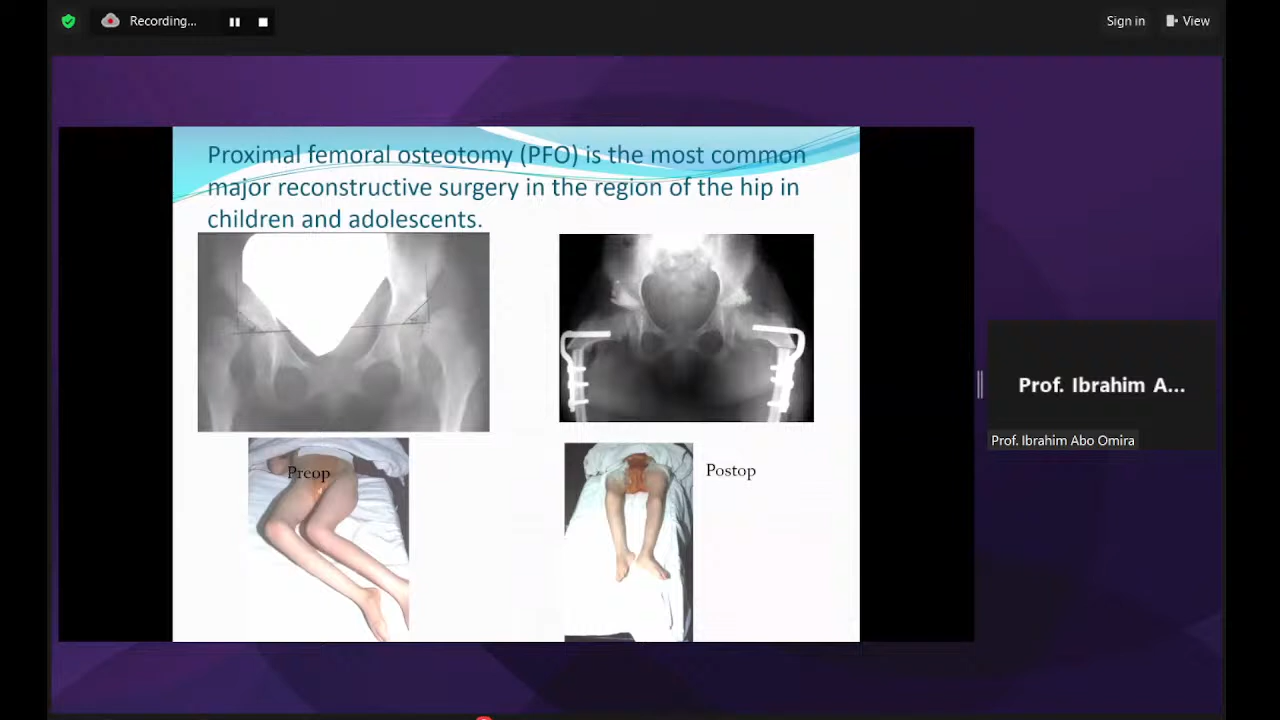 Recording...
Sign in
View
Proximal femoral osteotomy (PFO) is the most common
major reconstructive surgery in the region of the hip in
children and adolescents.
Preop
Postop
Prof. Ibrahim A...
Prof. Ibrahim Abo Omira